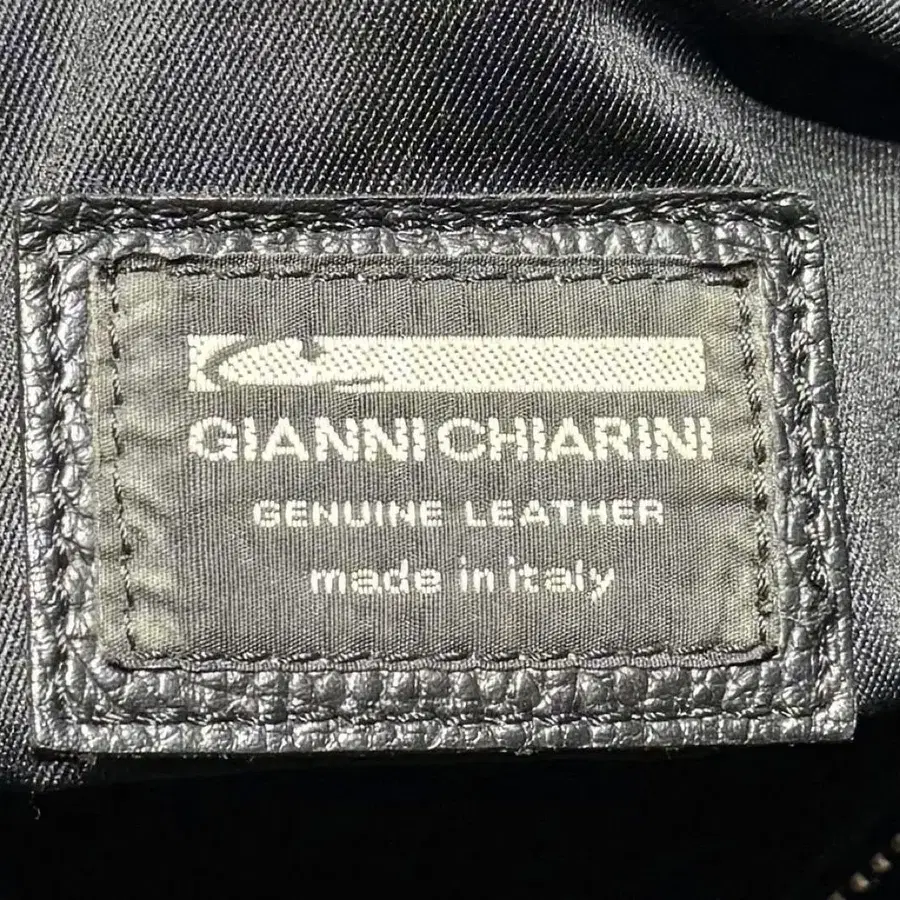 GIANNI CHIARINI
GENUINE LEATHER
made in italy